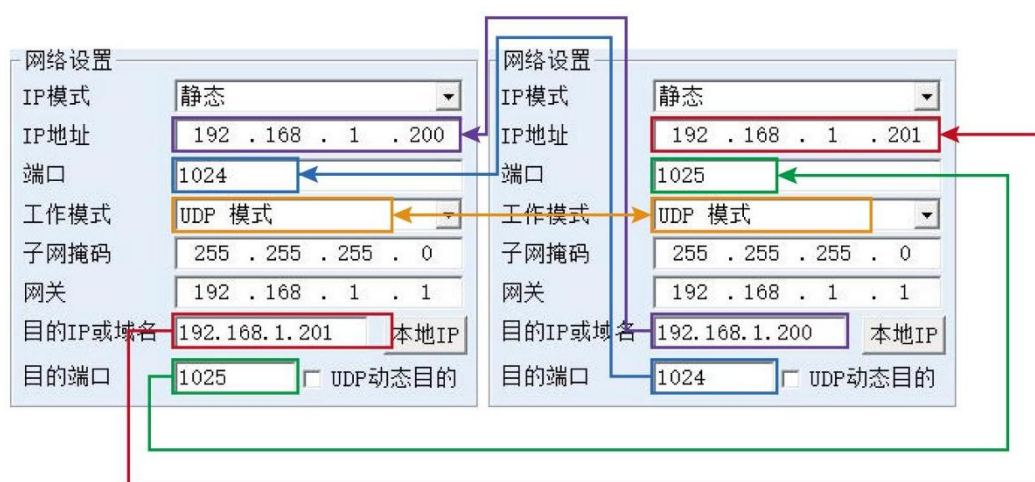 网络设置
IP模式 静态
IP地址 192 . 168 . 1 . 200
端口 1024
工作模式 UDP 模式
子网掩码 255 . 255 . 255 . 0
网关 192 . 168 . 1 . 1
目的IP或域名 192.168.1.201 本地IP
目的端口 1025 UDP动态目的
网络设置
IP模式 静态
IP地址 192 . 168 . 1 . 201
端口 1025
工作模式 UDP 模式
子网掩码 255 . 255 . 255 . 0
网关 192 . 168 . 1 . 1
目的IP或域名 192.168.1.200 本地IP
目的端口 1024 UDP动态目的